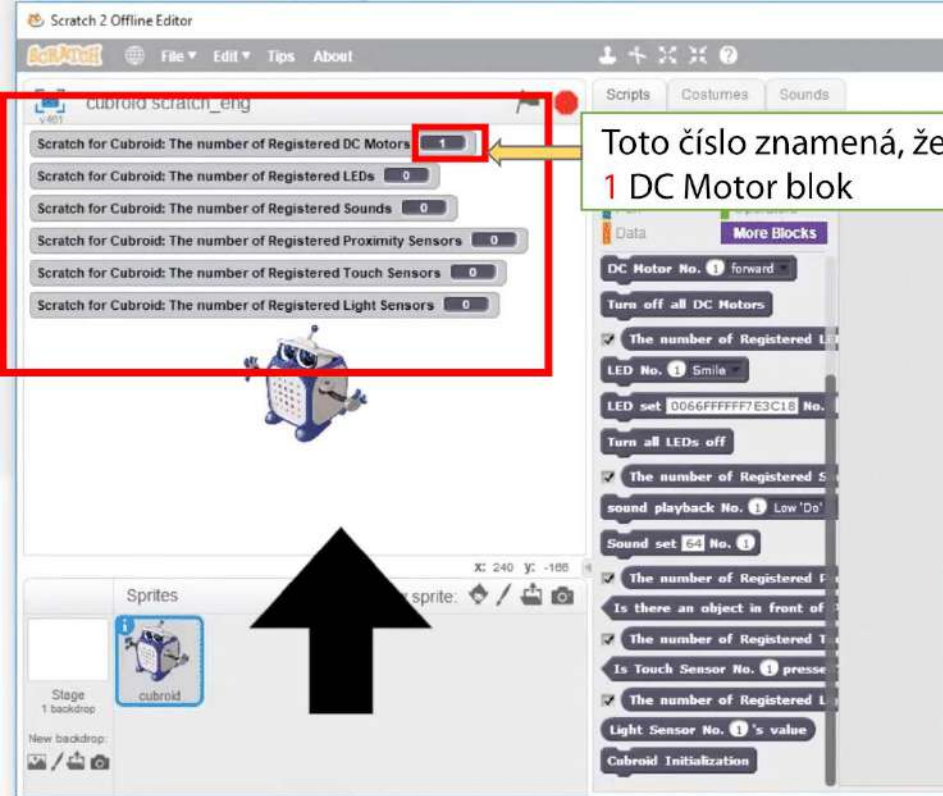 Scratch 2 Offline Editor
SCRATCH File Edit Tips About
v461 cubroid scratch_eng
Scratch for Cubroid: The number of Registered DC Motors 1
Scratch for Cubroid: The number of Registered LEDs 0
Scratch for Cubroid: The number of Registered Sounds 0
Scratch for Cubroid: The number of Registered Proximity Sensors 0
Scratch for Cubroid: The number of Registered Touch Sensors 0
Scratch for Cubroid: The number of Registered Light Sensors 0
Toto číslo znamená, že
1 DC Motor blok
Scripts Costumes Sounds
Data More Blocks
DC Motor No. 1 forward
Turn off all DC Motors
The number of Registered
LED No. 1 Smile
LED set 0066FFFFFF7E3C18 No.
Turn all LEDs off
The number of Registered S
sound playback No. 1 Low 'Do'
Sound set 64 No. 1
The number of Registered
Is there an object in front of
The number of Registered T
Is Touch Sensor No. 1 presse
The number of Registered L
Light Sensor No. 1 's value
Cubroid Initialization
x: 240 y: -166
Sprites sprite:
Stage
1 backdrop
cubroid
New backdrop: